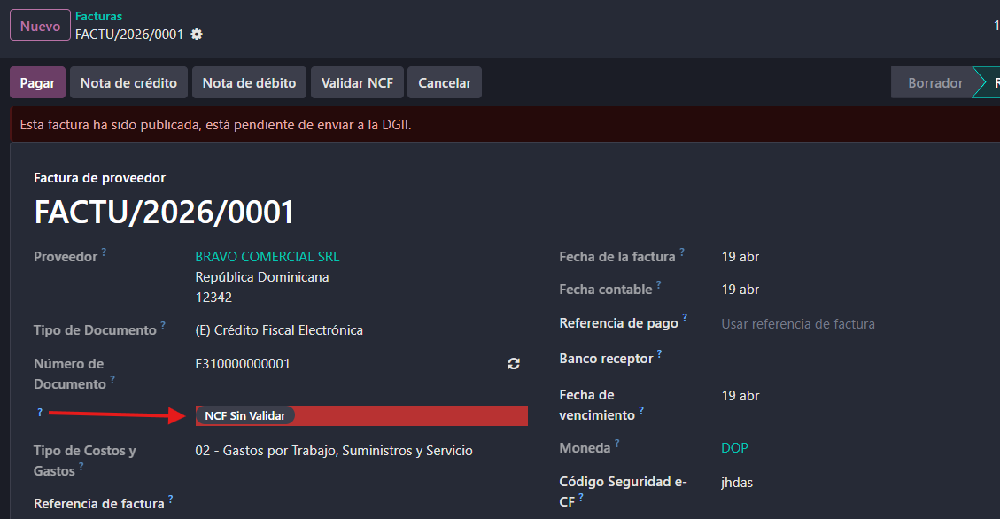 Nuevo
Facturas
FACTU/2026/0001
1
Pagar
Nota de crédito
Nota de débito
Validar NCF
Cancelar
Borrador
Esta factura ha sido publicada, está pendiente de enviar a la DGII.
Factura de proveedor
FACTU/2026/0001
Proveedor ?
BRAVO COMERCIAL SRL
República Dominicana
12342
Tipo de Documento ?
(E) Crédito Fiscal Electrónica
Número de
Documento ?
E310000000001
?
NCF Sin Validar
Tipo de Costos y
Gastos ?
02 - Gastos por Trabajo, Suministros y Servicio
Referencia de factura ?
Fecha de la factura ?
19 abr
Fecha contable ?
19 abr
Referencia de pago ?
Usar referencia de factura
Banco receptor ?
Fecha de
vencimiento ?
19 abr
Moneda ?
DOP
Código Seguridad e-
CF ?
jhdas